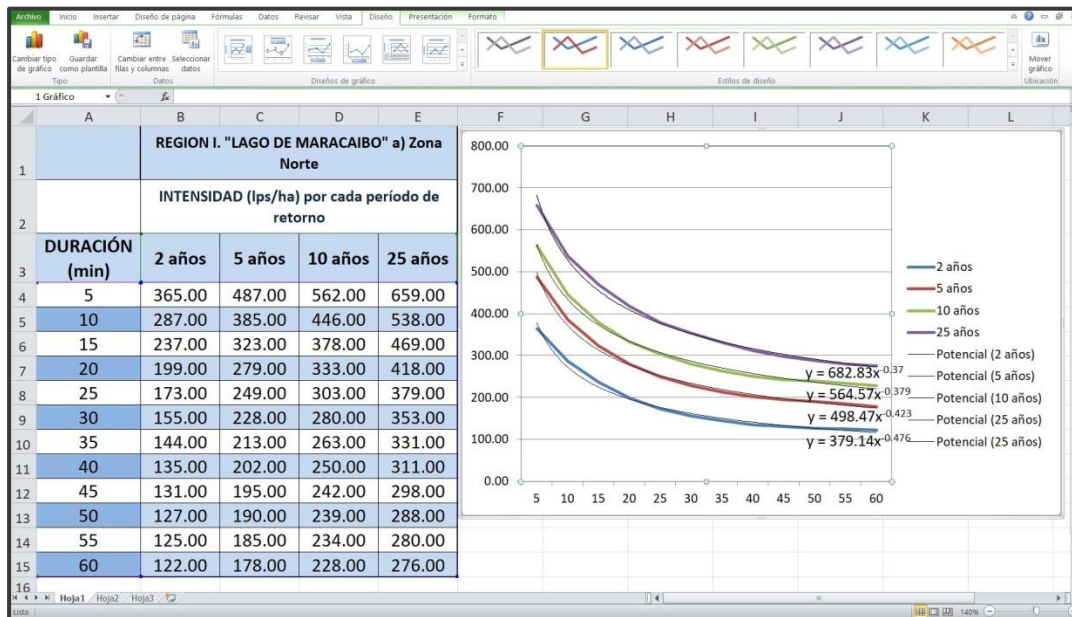 Archivo Inicio Insertar Diseño de página Fórmulas Datos Revisar Vista Diseño Presentación Formato
Cambiar tipo de gráfico
Guardar como plantilla
Cambiar entre filas y columnas
Seleccionar datos
Mover gráfico
Tipo Datos Diseños de gráfico Estilos de diseño Ubicación
1 Gráfico fx
A B C D E F G H I J K L
1 REGION I. "LAGO DE MARACAIBO" a) Zona
Norte
2 INTENSIDAD (lps/ha) por cada período de
retorno
3 DURACIÓN (min) 2 años 5 años 10 años 25 años
4 5 365.00 487.00 562.00 659.00
5 10 287.00 385.00 446.00 538.00
6 15 237.00 323.00 378.00 469.00
7 20 199.00 279.00 333.00 418.00
8 25 173.00 249.00 303.00 379.00
9 30 155.00 228.00 280.00 353.00
10 35 144.00 213.00 263.00 331.00
11 40 135.00 202.00 250.00 311.00
12 45 131.00 195.00 242.00 298.00
13 50 127.00 190.00 239.00 288.00
14 55 125.00 185.00 234.00 280.00
15 60 122.00 178.00 228.00 276.00
16
800.00
700.00
600.00
500.00
400.00
300.00
200.00
100.00
0.00
5 10 15 20 25 30 35 40 45 50 55 60
y = 682.83x-0.37
y = 564.57x-0.379
y = 498.47x-0.423
y = 379.14x-0.476
2 años
5 años
10 años
25 años
Potencial (2 años)
Potencial (5 años)
Potencial (10 años)
Potencial (25 años)
Potencial (25 años)
Hoja1 Hoja2 Hoja3
Listo 140%